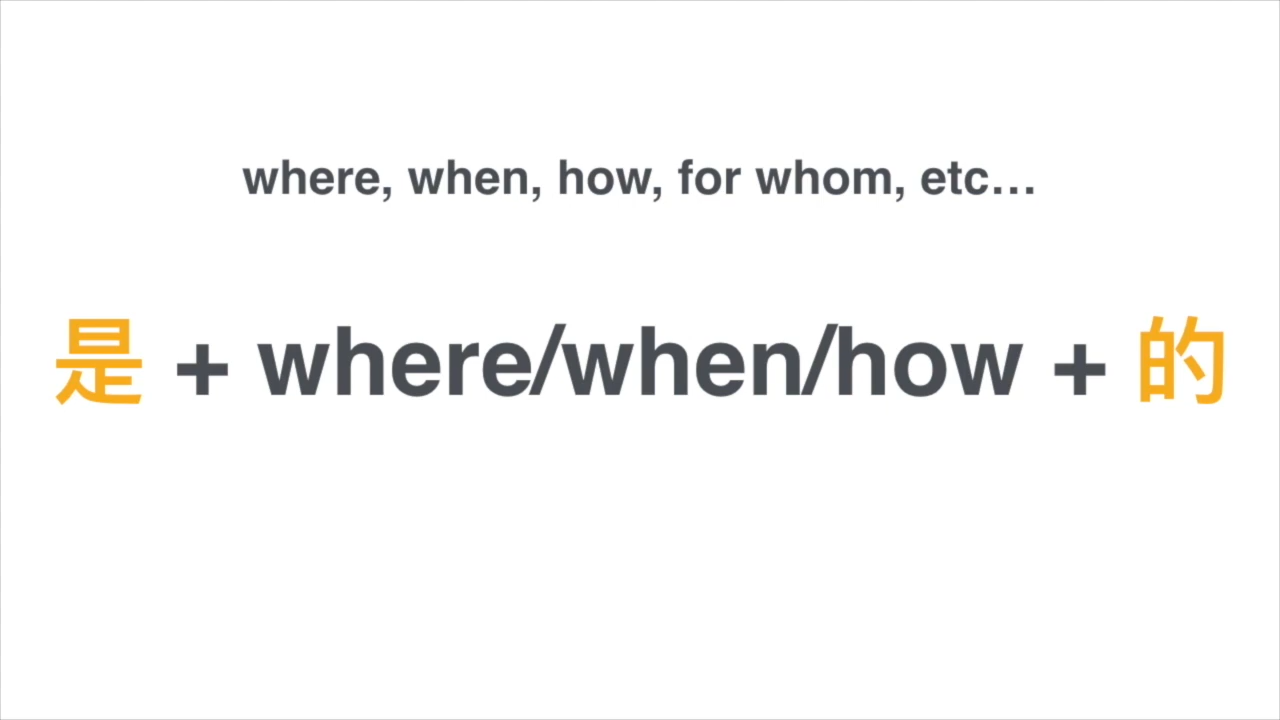 where, when, how, for whom, etc…
是 + where/when/how + 的